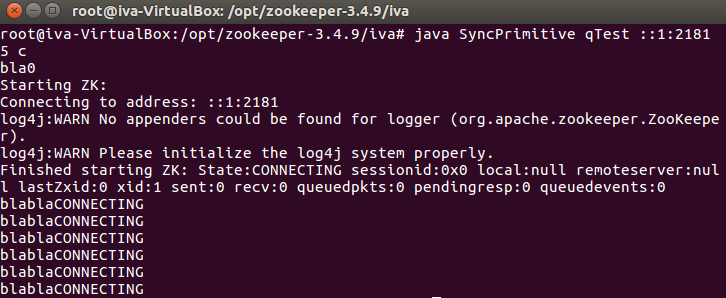 root@iva-VirtualBox: /opt/zookeeper-3.4.9/iva
root@iva-VirtualBox:/opt/zookeeper-3.4.9/iva# java SyncPrimitive qTest ::1:2181
5 c
bla0
Starting ZK:
Connecting to address: ::1:2181
log4j:WARN No appenders could be found for logger (org.apache.zookeeper.ZooKeepe
r).
log4j:WARN Please initialize the log4j system properly.
Finished starting ZK: State:CONNECTING sessionid:0x0 local:null remoteserver:nul
l lastZxid:0 xid:1 sent:0 recv:0 queuedpkts:0 pendingresp:0 queuedevents:0
blablaCONNECTING
blablaCONNECTING
blablaCONNECTING
blablaCONNECTING
blablaCONNECTING
blablaCONNECTING